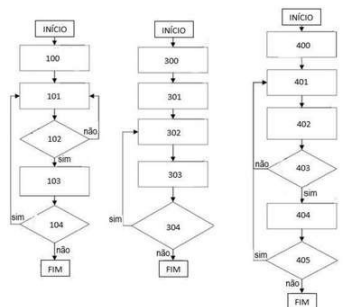 INÍCIO
100
101
102
não
sim
103
sim
104
não
FIM
INÍCIO
300
301
302
303
sim
304
não
FIM
INÍCIO
400
401
402
não
403
sim
404
sim
405
não
FIM